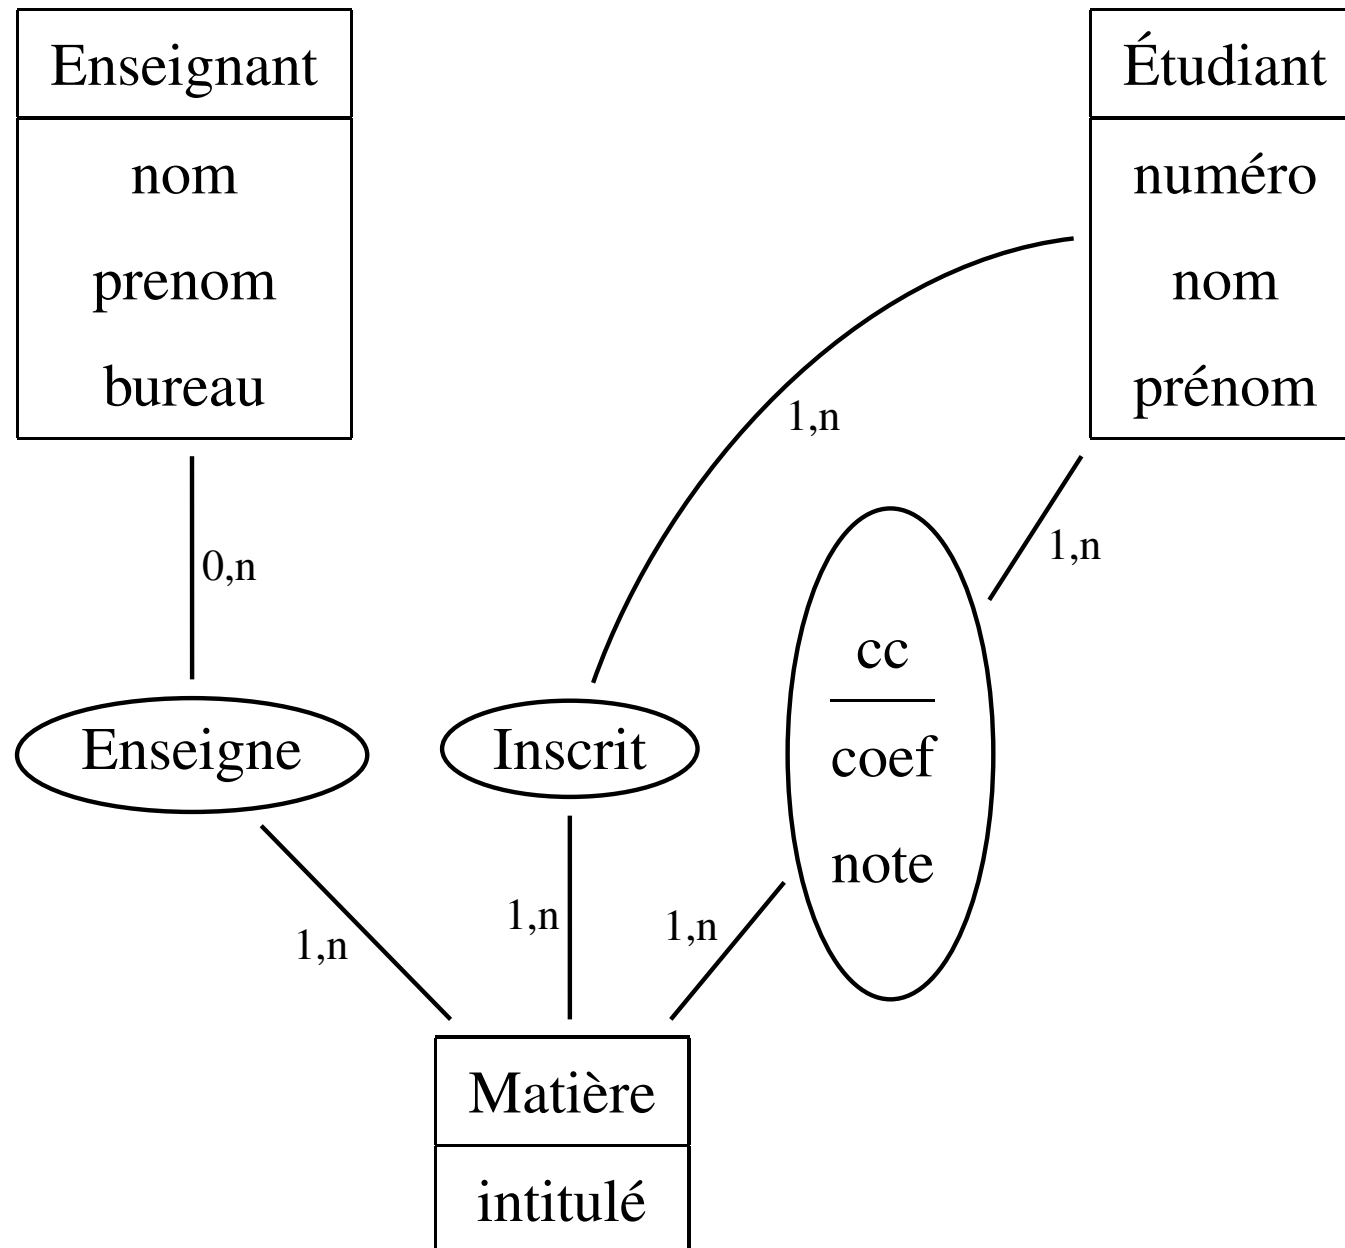 Enseignant
nom
prenom
bureau
Étudiant
numéro
nom
prénom
1,n
0,n
1,n
Enseigne
Inscrit
cc
coef
note
1,n
1,n
1,n
Matière
intitulé